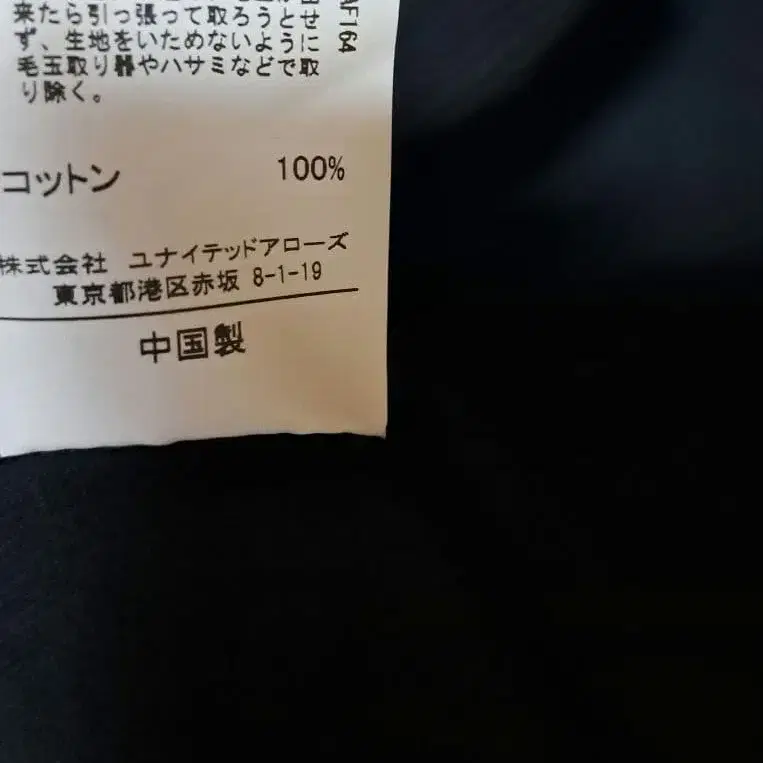 来たら引っ張って取ろうとせ
ず、生地をいためないように
毛玉取り器やハサミなどで取
り除く。
AF164
コットン 100%
株式会社 ユナイテッドアローズ
東京都港区赤坂 8-1-19
中国製